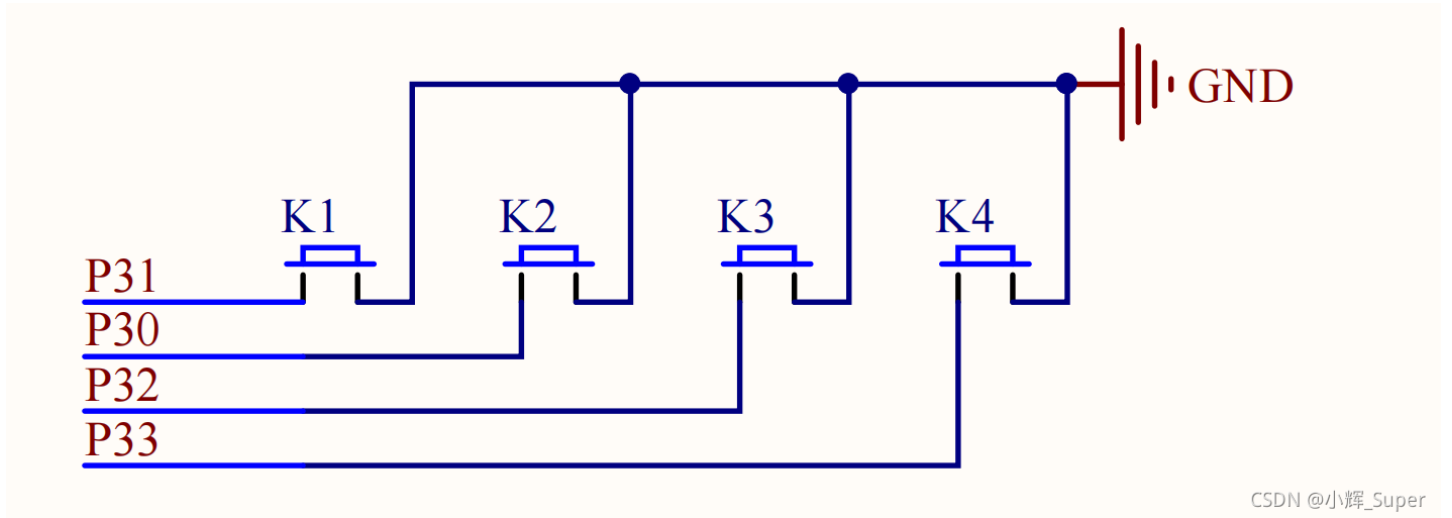 GND
K1 K2 K3 K4
P31
P30
P32
P33
CSDN @小辉_Super